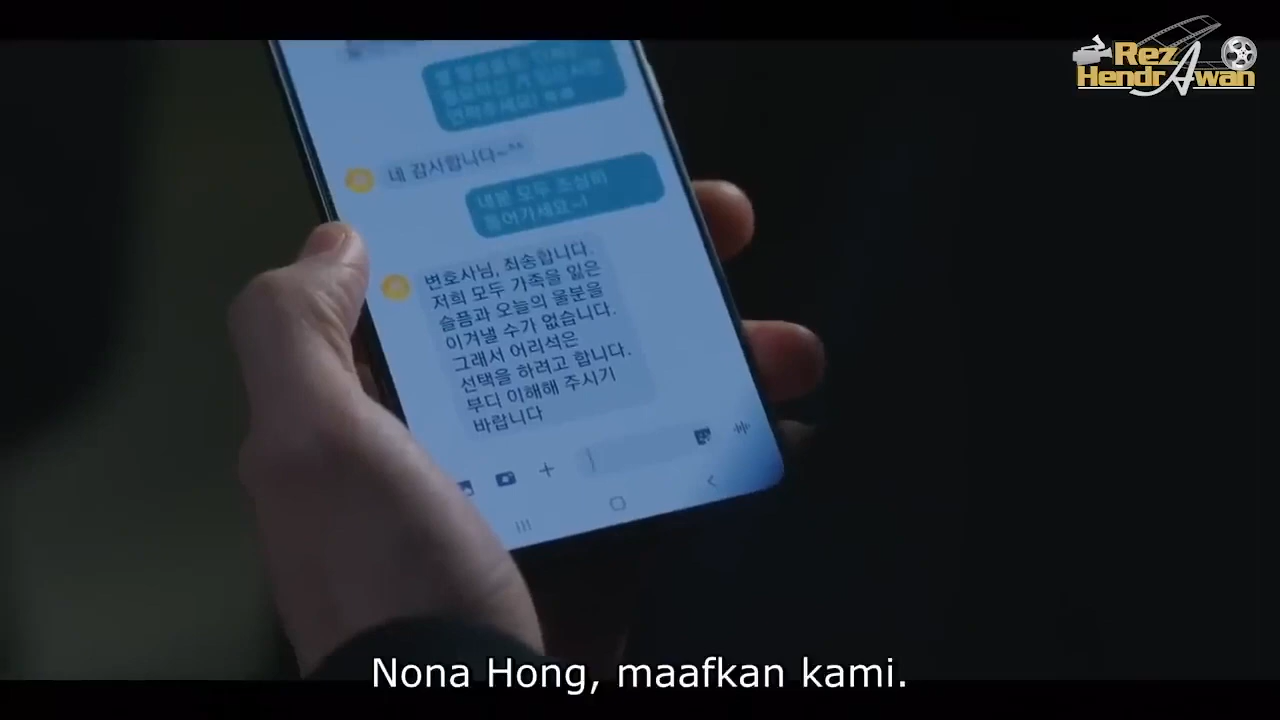 Rez
HendrAwan
네 감사합니다~^^
네분 모두 조심히
들어가세요~!
변호사님, 죄송합니다.
저희 모두 가족을 잃은
슬픔과 오늘의 울분을
이겨낼 수가 없습니다.
그래서 어리석은
선택을 하려고 합니다.
부디 이해해 주시기
바랍니다
Nona Hong, maafkan kami.